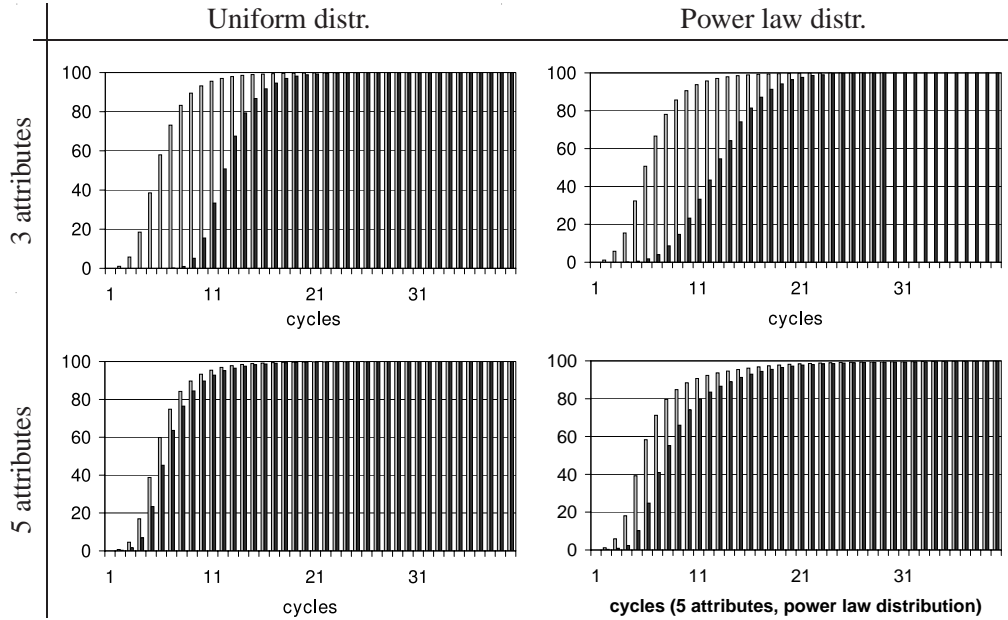 Uniform distr. Power law distr.
3 attributes
100
80
60
40
20
0
1 11 21 31
cycles
100
80
60
40
20
0
1 11 21 31
cycles
5 attributes
100
80
60
40
20
0
1 11 21 31
cycles
100
80
60
40
20
0
1 11 21 31
cycles (5 attributes, power law distribution)